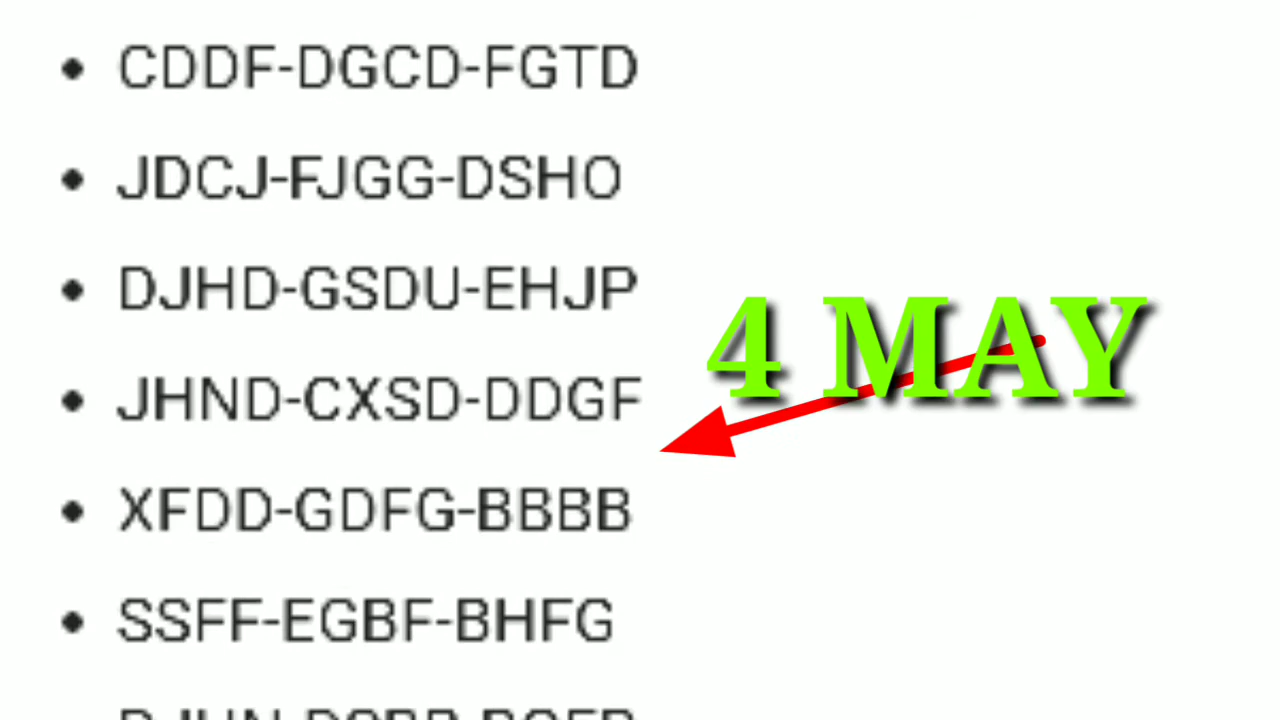 CDDF-DGCD-FGTD
JDCJ-FJGG-DSHO
DJHD-GSDU-EHJP
JHND-CXSD-DDGF
4 MAY
XFDD-GDFG-BBBB
SSFF-EGBF-BHFG